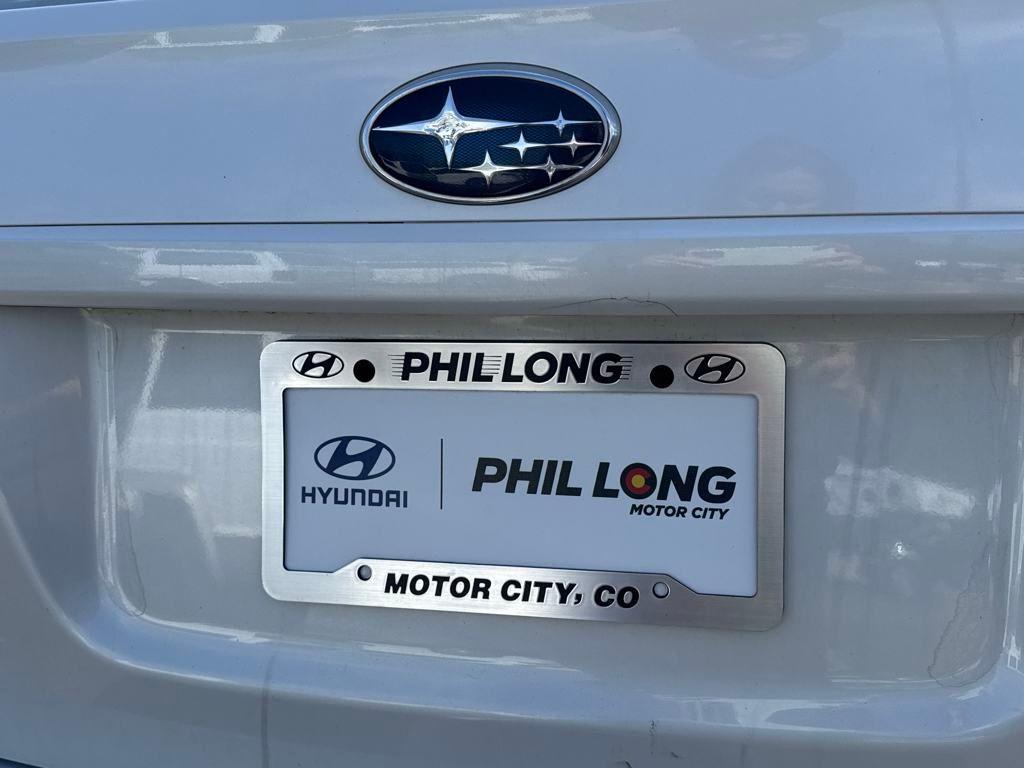 PHIL LONG
HYUNDAI
PHIL LONG
MOTOR CITY
MOTOR CITY, CO